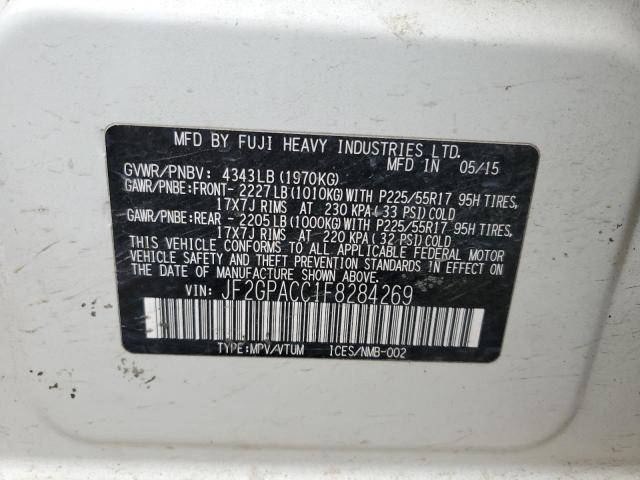 MFD BY FUJI HEAVY INDUSTRIES LTD.
MFD IN 05/15
GVWR/PNBV: 4343LB(1970KG)
GAWR/PNBE:FRONT- 2227LB(1010KG)WITH P225/55R17 95H TIRES,
17X7J RIMS AT 230 KPA(33 PSI)COLD
GAWR/PNBE:REAR - 2205LB(1000KG)WITH P225/55R17 95H TIRES,
17X7J RIMS AT 220 KPA(32 PSI)COLD
THIS VEHICLE CONFORMS TO ALL APPLICABLE FEDERAL MOTOR
VEHICLE SAFETY, BUMPER, AND
THEFT PREVENTION STANDARDS IN EFFECT ON
THE DATE OF MANUFACTURE SHOWN ABOVE.
VIN: JF2GPACC1F8284269
TYPE:MPV/VTUM ICES/NMB-002